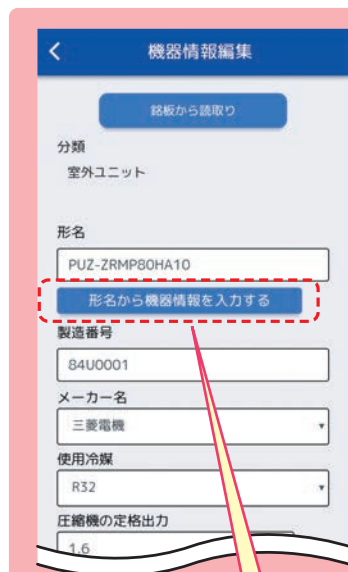 機器情報編集
銘板から読取り
分類
室外ユニット
形名
PUZ-ZRMP80HA10
形名から機器情報を入力する
製造番号
84U0001
メーカー名
三菱電機
使用冷媒
R32
圧縮機の定格出力
1.6